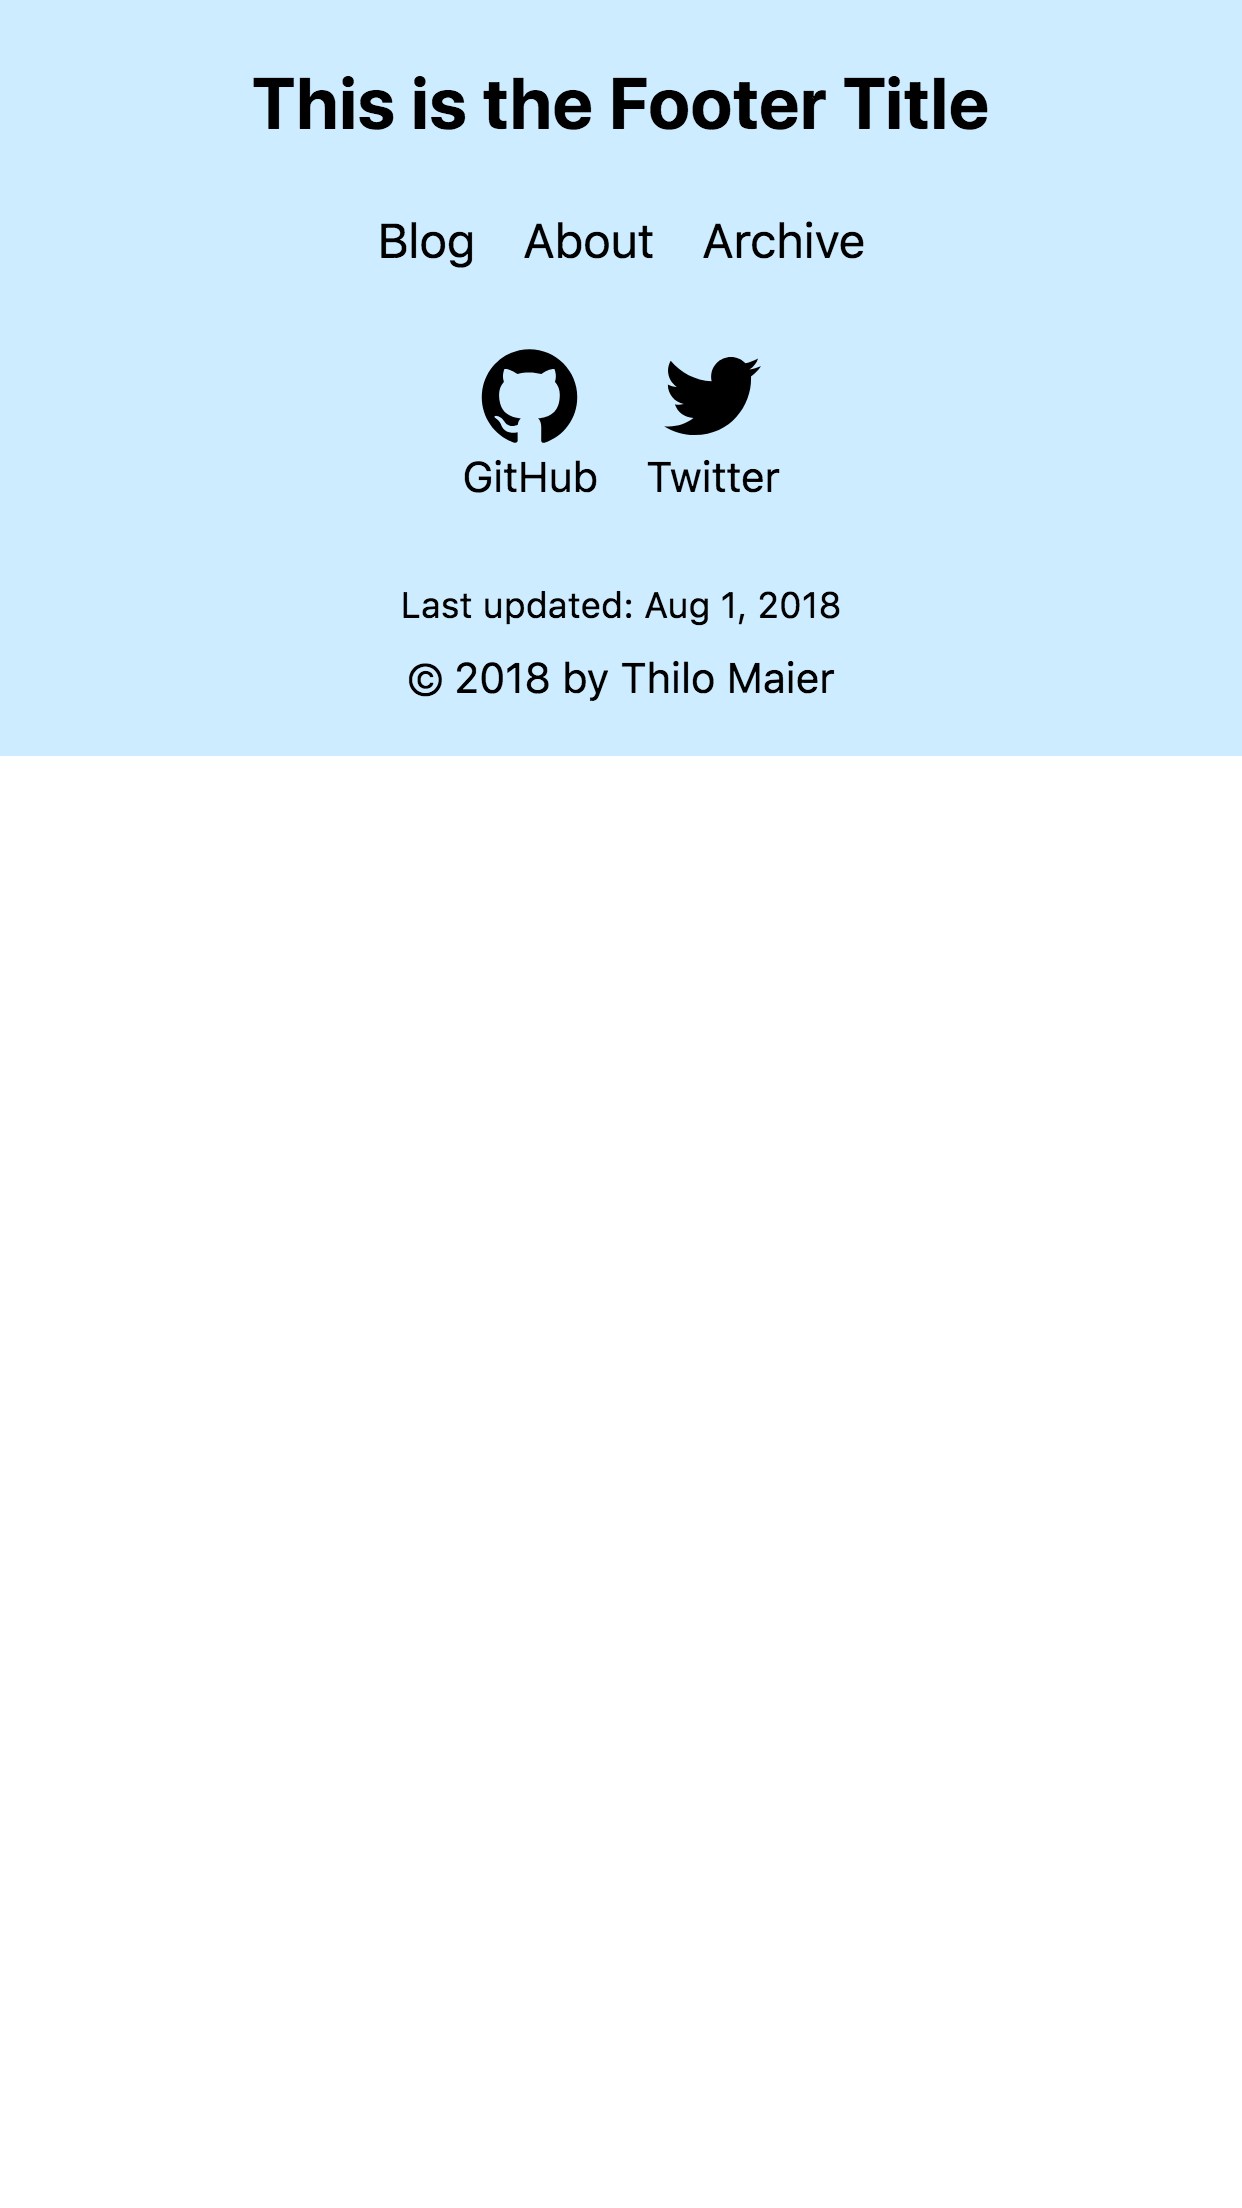 This is the Footer Title
Blog About Archive
GitHub Twitter
Last updated: Aug 1, 2018
© 2018 by Thilo Maier